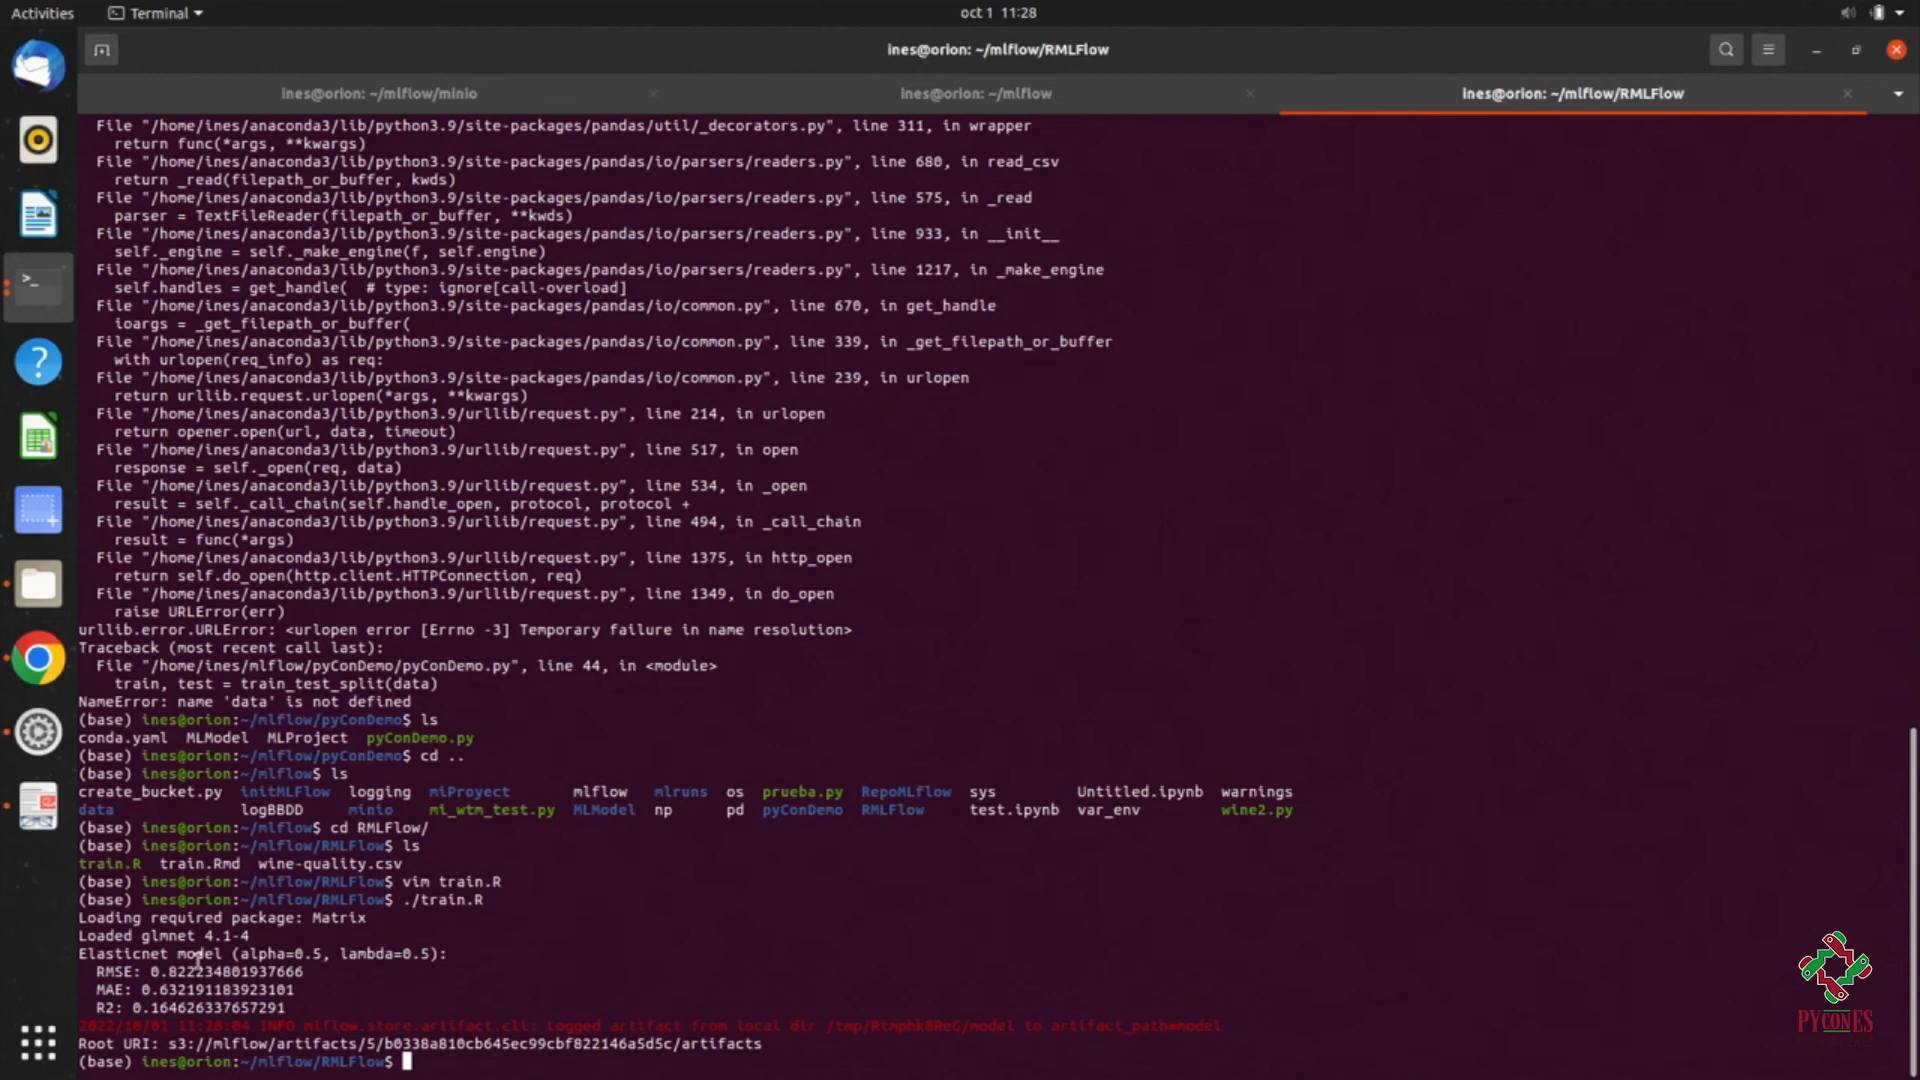 Activities
Terminal
oct 1 11:28
ines@orion: ~/mlflow/RMLFlow
ines@orion: ~/mlflow/minio
ines@orion: ~/mlflow
ines@orion: ~/mlflow/RMLFlow
File "/home/ines/anaconda3/lib/python3.9/site-packages/pandas/util/_decorators.py", line 311, in wrapper
return func(*args, **kwargs)
File "/home/ines/anaconda3/lib/python3.9/site-packages/pandas/io/parsers/readers.py", line 680, in read_csv
return _read(filepath_or_buffer, kwds)
File "/home/ines/anaconda3/lib/python3.9/site-packages/pandas/io/parsers/readers.py", line 575, in _read
parser = TextFileReader(filepath_or_buffer, **kwds)
File "/home/ines/anaconda3/lib/python3.9/site-packages/pandas/io/parsers/readers.py", line 933, in __init__
self._engine = self._make_engine(f, self.engine)
File "/home/ines/anaconda3/lib/python3.9/site-packages/pandas/io/parsers/readers.py", line 1217, in _make_engine
self.handles = get_handle(  # type: ignore[call-overload]
File "/home/ines/anaconda3/lib/python3.9/site-packages/pandas/io/common.py", line 670, in get_handle
ioargs = _get_filepath_or_buffer(
File "/home/ines/anaconda3/lib/python3.9/site-packages/pandas/io/common.py", line 339, in _get_filepath_or_buffer
with urlopen(req_info) as req:
File "/home/ines/anaconda3/lib/python3.9/site-packages/pandas/io/common.py", line 239, in urlopen
return urllib.request.urlopen(*args, **kwargs)
File "/home/ines/anaconda3/lib/python3.9/urllib/request.py", line 214, in urlopen
return opener.open(url, data, timeout)
File "/home/ines/anaconda3/lib/python3.9/urllib/request.py", line 517, in open
response = self._open(req, data)
File "/home/ines/anaconda3/lib/python3.9/urllib/request.py", line 534, in _open
result = self._call_chain(self.handle_open, protocol, protocol +
File "/home/ines/anaconda3/lib/python3.9/urllib/request.py", line 494, in _call_chain
result = func(*args)
File "/home/ines/anaconda3/lib/python3.9/urllib/request.py", line 1375, in http_open
return self.do_open(http.client.HTTPConnection, req)
File "/home/ines/anaconda3/lib/python3.9/urllib/request.py", line 1349, in do_open
raise URLError(err)
urllib.error.URLError: <urlopen error [Errno -3] Temporary failure in name resolution>
Traceback (most recent call last):
File "/home/ines/mlflow/pyConDemo/pyConDemo.py", line 44, in <module>
train, test = train_test_split(data)
NameError: name 'data' is not defined
(base) ines@orion:~/mlflow/pyConDemo$ ls
conda.yaml  MLModel  MLProject  pyConDemo.py
(base) ines@orion:~/mlflow/pyConDemo$ cd ..
(base) ines@orion:~/mlflow$ ls
create_bucket.py  initMLFlow  logging  miProyect  mlflow  mlruns  os  prueba.py  RepoMLflow  sys  Untitled.ipynb  warnings
data  logBBDD  minio  mi_wtm_test.py  MLModel  np  pd  pyConDemo  RMLFlow  test.ipynb  var_env  wine2.py
(base) ines@orion:~/mlflow$ cd RMLFlow/
(base) ines@orion:~/mlflow/RMLFlow$ ls
train.R  train.Rmd  wine-quality.csv
(base) ines@orion:~/mlflow/RMLFlow$ vim train.R
(base) ines@orion:~/mlflow/RMLFlow$ ./train.R
Loading required package: Matrix
Loaded glmnet 4.1-4
Elasticnet model (alpha=0.5, lambda=0.5):
RMSE: 0.822234801937666
MAE: 0.632191183923101
R2: 0.164626337657291
2022/10/01 11:28:04 INFO mlflow.store.artifact.cli: Logged artifact from local dir /tmp/Rtmphk8ReG/model to artifact_path=model
Root URI: s3://mlflow/artifacts/5/b0338a810cb645ec99cbf822146a5d5c/artifacts
(base) ines@orion:~/mlflow/RMLFlow$
PYCONES